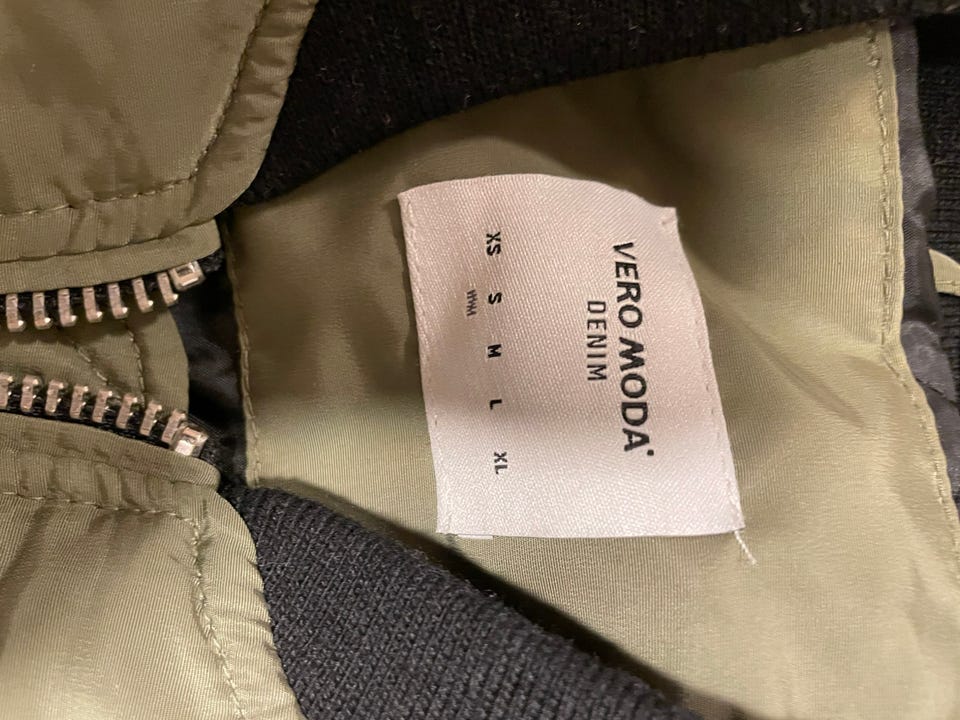 VERO MODA
DENIM
XS S M L XL